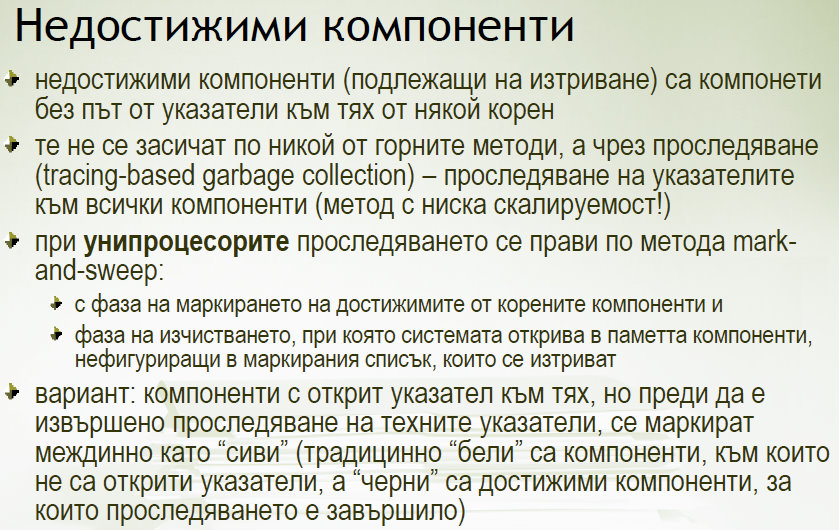 Недостижими компоненти
недостижими компоненти (подлежащи на изтриване) са компонети
без път от указатели към тях от някой корен
те не се засичат по никой от горните методи, а чрез проследяване
(tracing-based garbage collection) – проследяване на указателите
към всички компоненти (метод с ниска скалируемост!)
при унипроцесорите проследяването се прави по метода mark-
and-sweep:
с фаза на маркирането на достижимите от корените компоненти и
фаза на изчистването, при която системата открива в паметта компоненти,
нефигуриращи в маркирания списък, които се изтриват
вариант: компоненти с открит указател към тях, но преди да е
извършено проследяване на техните указатели, се маркират
междинно като “сиви” (традицинно “бели” са компоненти, към които
не са открити указатели, а “черни” са достижими компоненти, за
които проследяването е завършило)